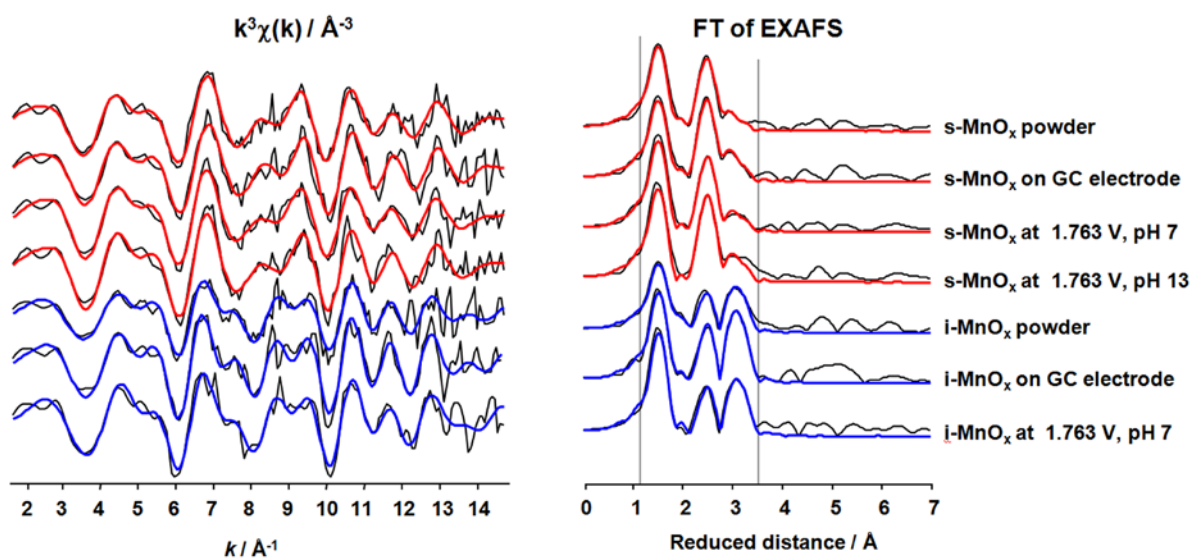 k³χ(k) / Å⁻³
FT of EXAFS
s-MnOₓ powder
s-MnOₓ on GC electrode
s-MnOₓ at 1.763 V, pH 7
s-MnOₓ at 1.763 V, pH 13
i-MnOₓ powder
i-MnOₓ on GC electrode
i-MnOₓ at 1.763 V, pH 7
2 3 4 5 6 7 8 9 10 11 12 13 14
0 1 2 3 4 5 6 7
k / Å⁻¹
Reduced distance / Å